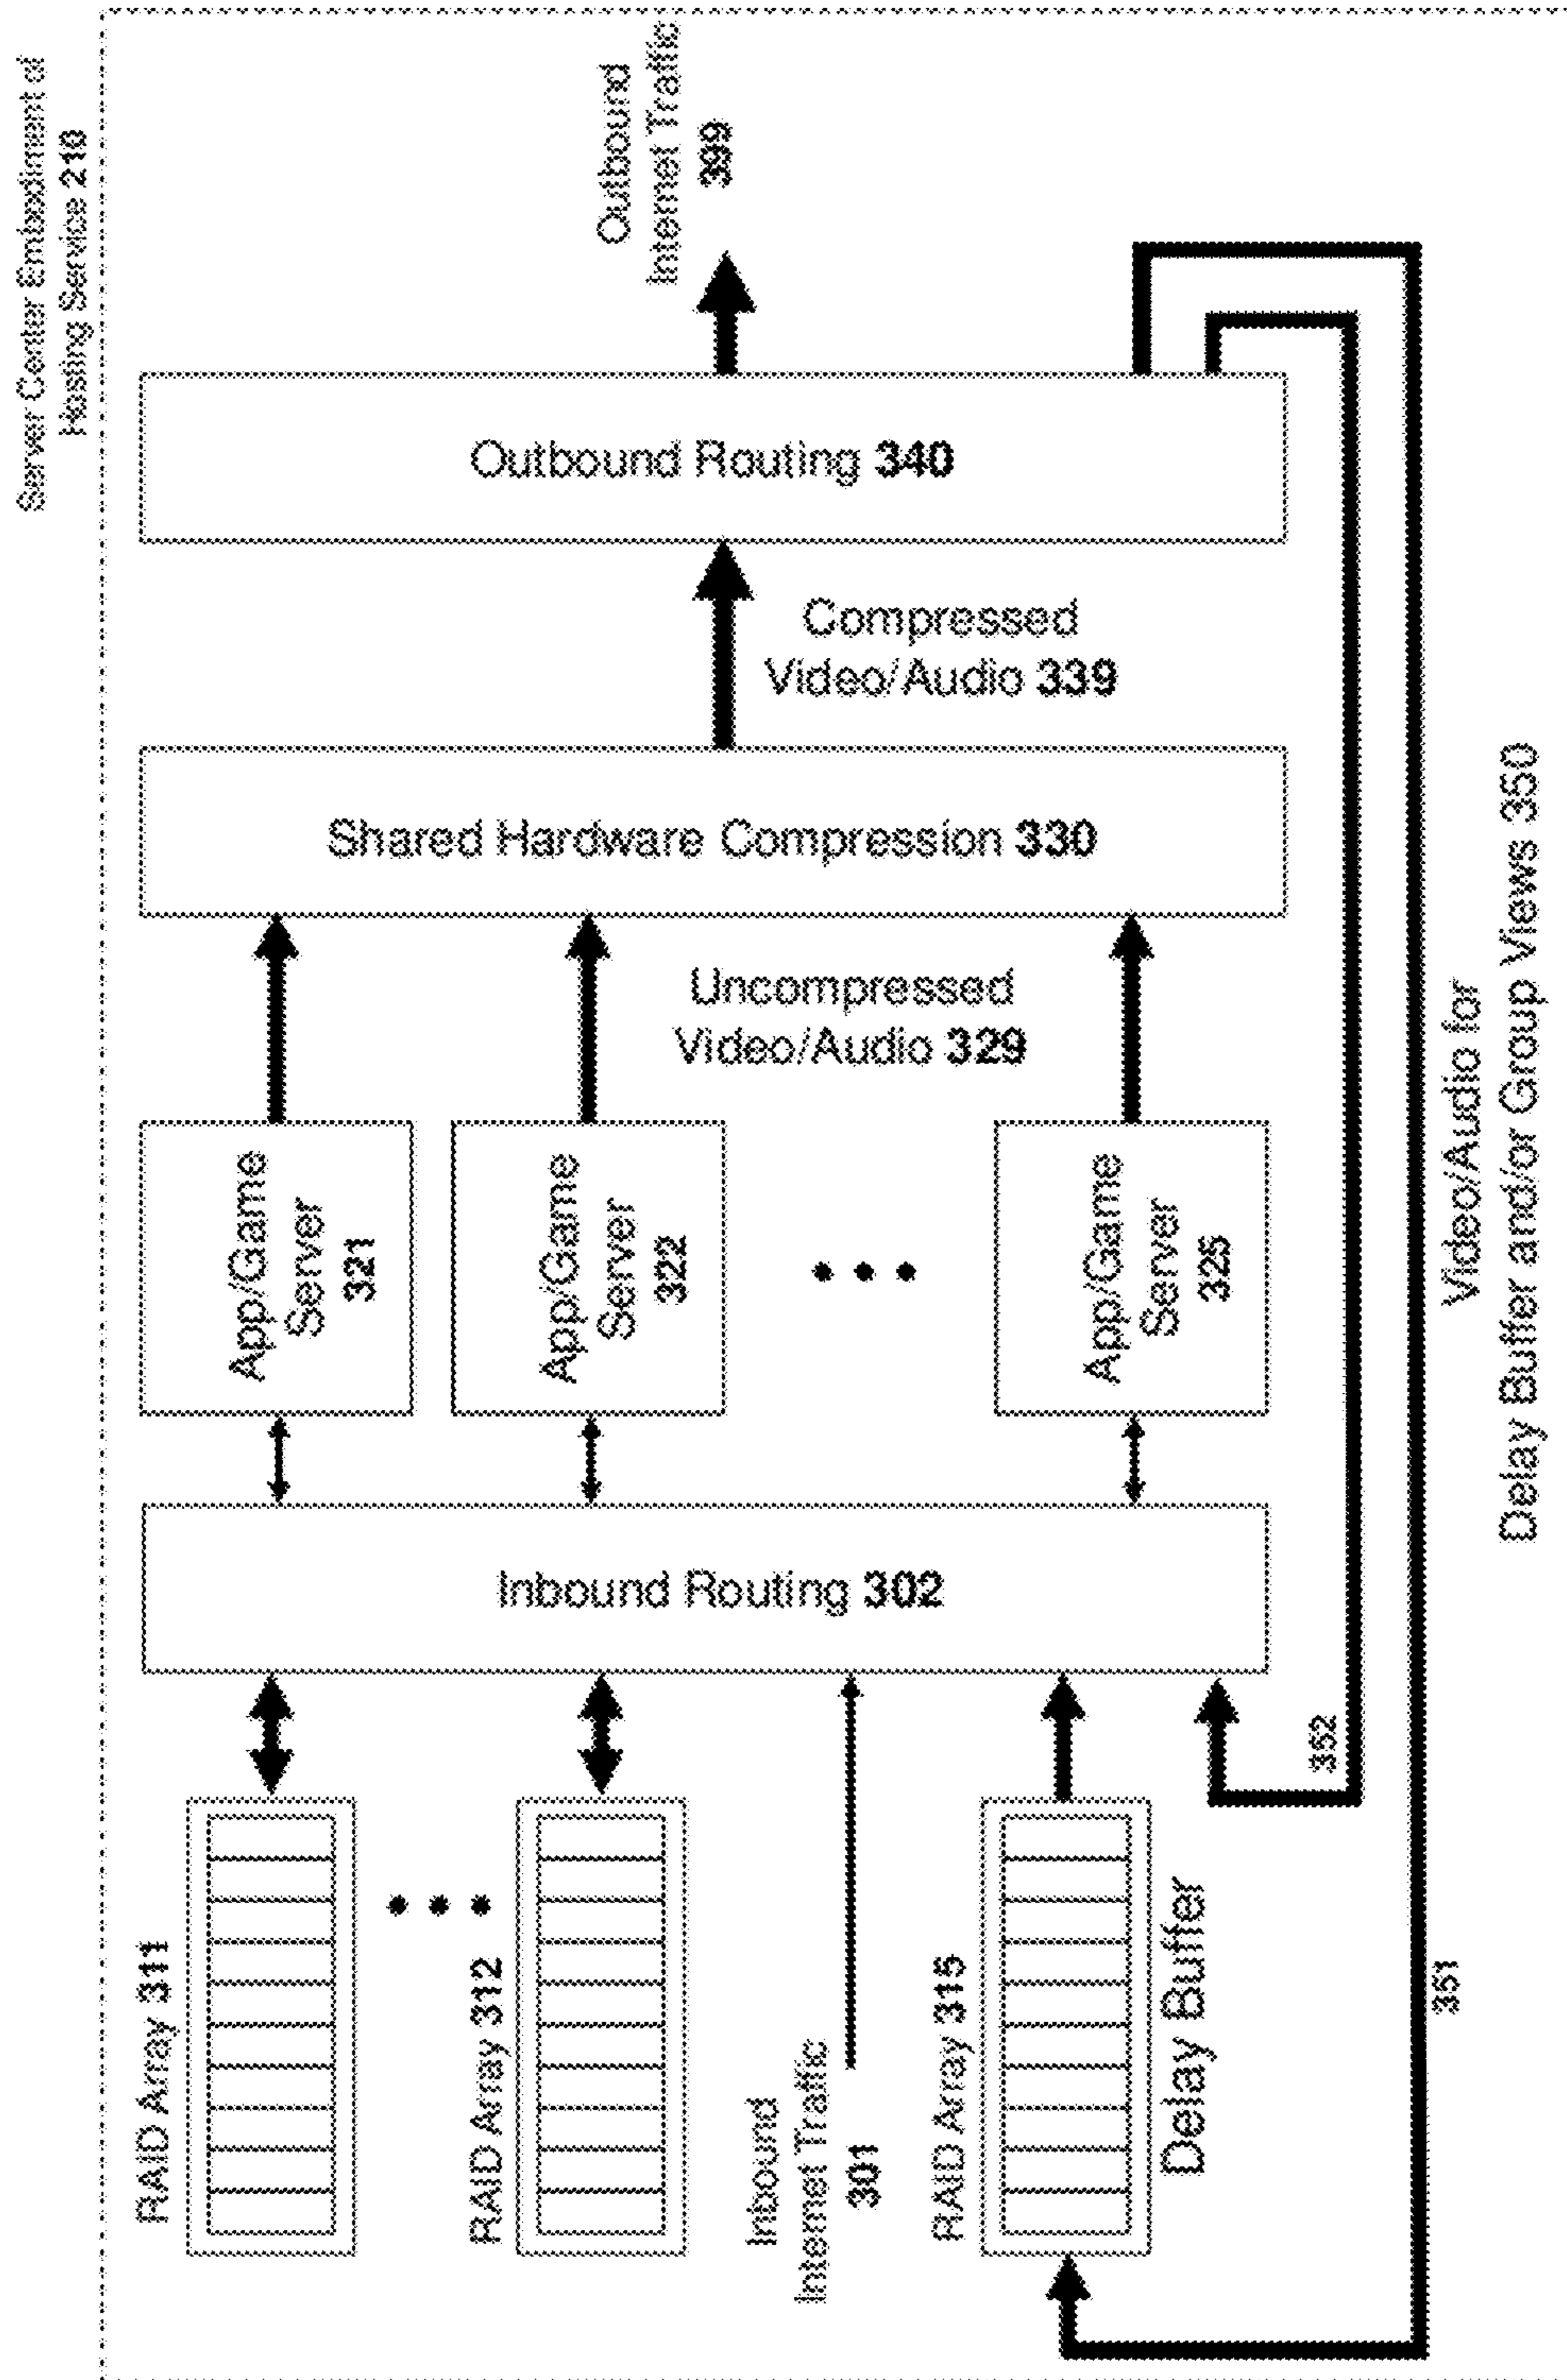 Server Center Embodiment of
Hosting Service 210
RAID Array 311
RAID Array 312
Inbound
Internet Traffic
301
RAID Array 315
Delay Buffer
Inbound Routing 302
App/Game
Server
321
App/Game
Server
322
App/Game
Server
325
Uncompressed
Video/Audio 329
Shared Hardware Compression 330
Compressed
Video/Audio 339
Outbound Routing 340
Outbound
Internet Traffic
399
352
351
Video/Audio for
Delay Buffer and/or Group Views 350